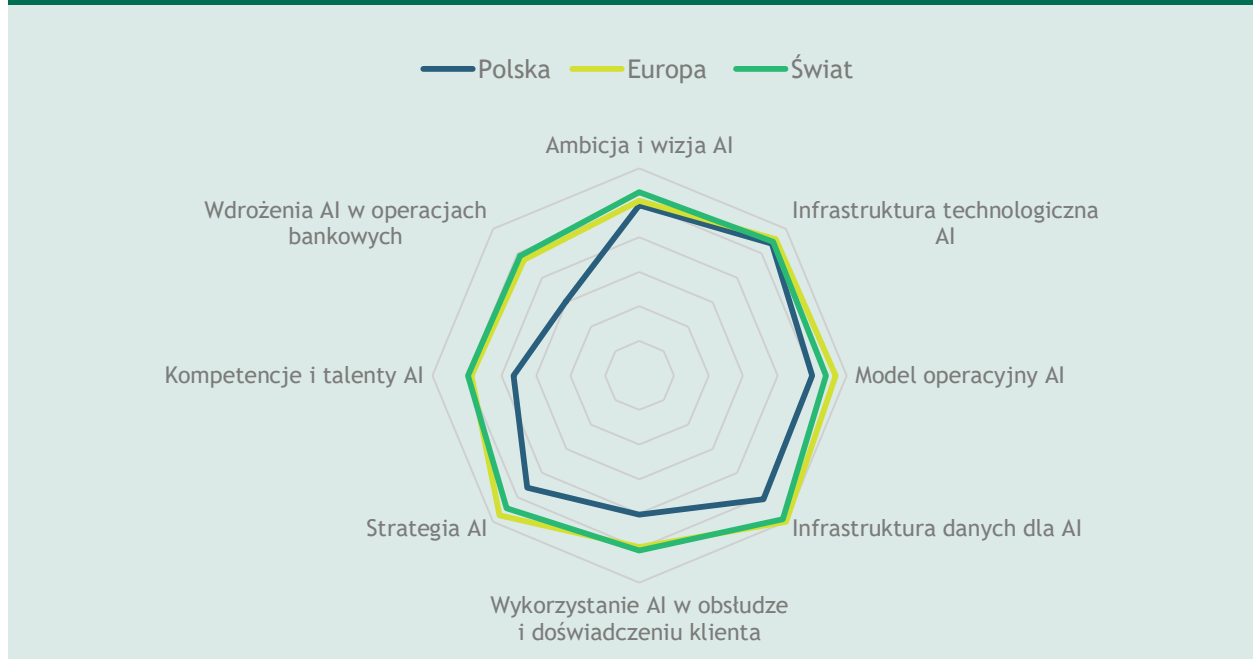 Polska Europa Świat
Ambicja i wizja AI
Infrastruktura technologiczna
AI
Model operacyjny AI
Infrastruktura danych dla AI
Wykorzystanie AI w obsłudze
i doświadczeniu klienta
Strategia AI
Kompetencje i talenty AI
Wdrożenia AI w operacjach
bankowych